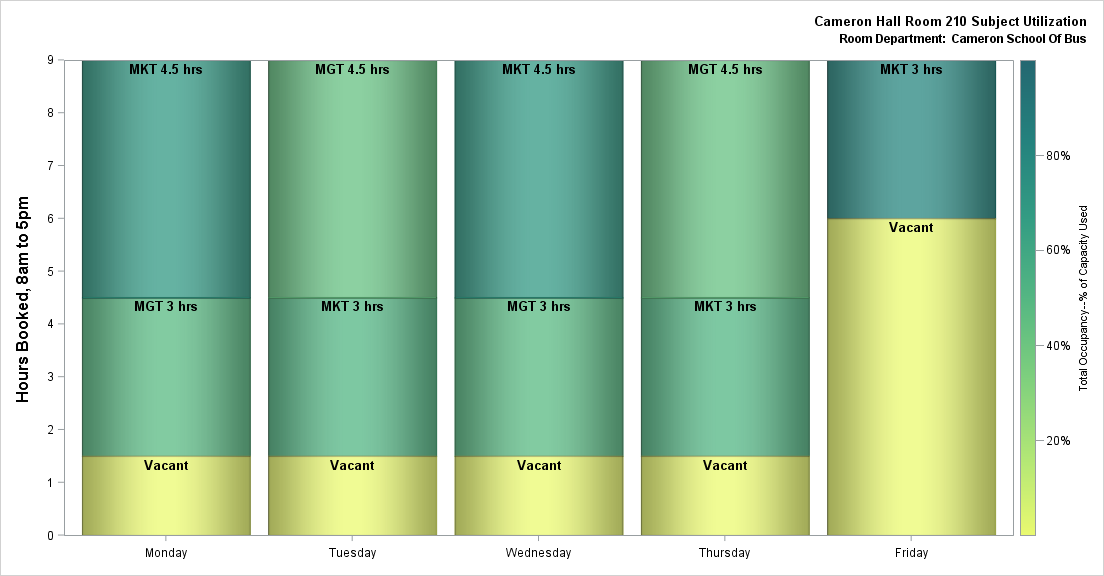 Cameron Hall Room 210 Subject Utilization
Room Department: Cameron School Of Bus
Hours Booked, 8am to 5pm
9
8
7
6
5
4
3
2
1
0
MKT 4.5 hrs
MGT 3 hrs
Vacant
MGT 4.5 hrs
MKT 3 hrs
Vacant
MKT 4.5 hrs
MGT 3 hrs
Vacant
MGT 4.5 hrs
MKT 3 hrs
Vacant
MKT 3 hrs
Vacant
Monday
Tuesday
Wednesday
Thursday
Friday
80%
60%
40%
20%
Total Occupancy--% of Capacity Used